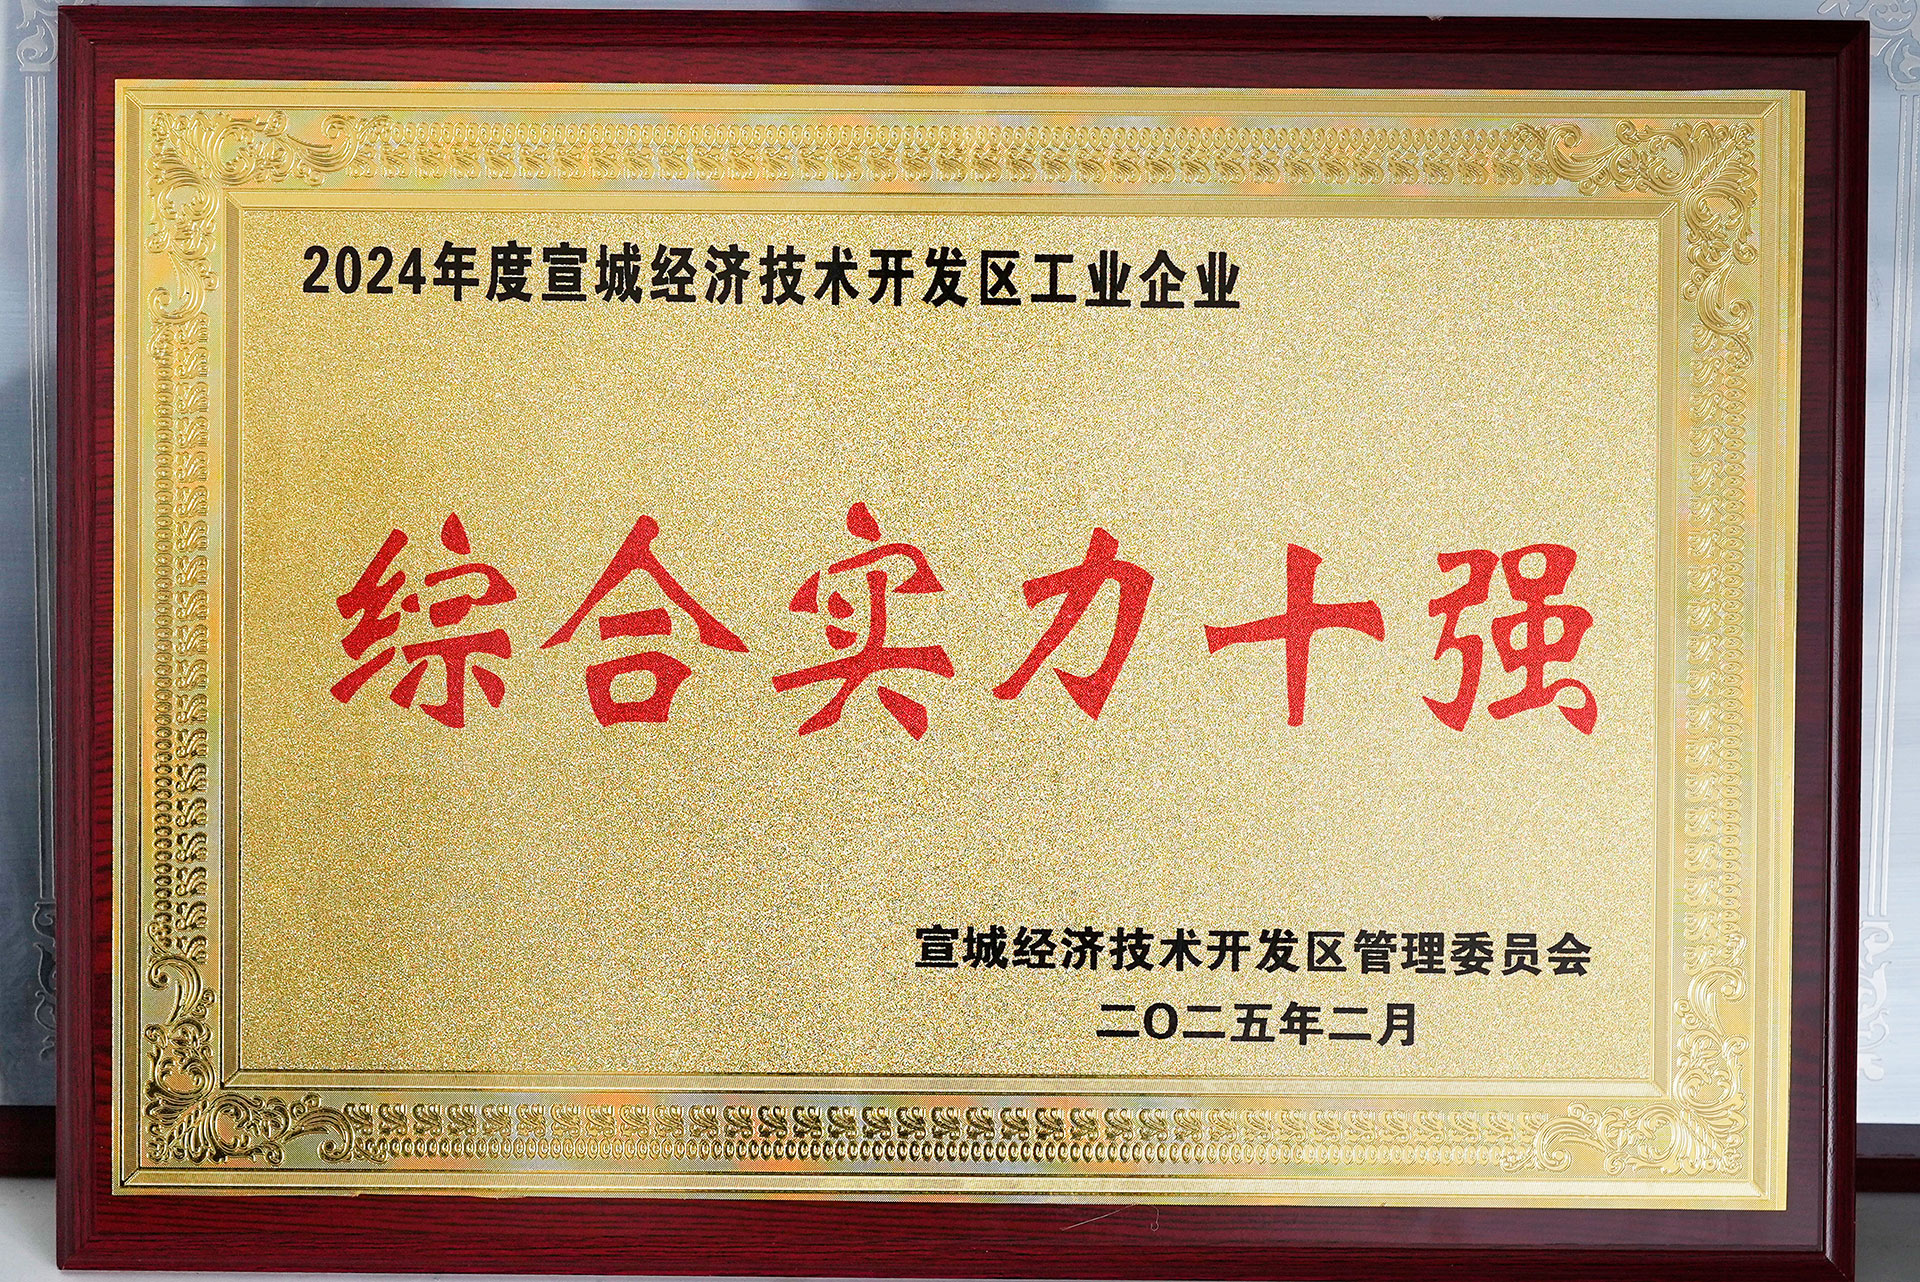 2024年度宣城经济技术开发区工业企业
综合实力十强
宣城经济技术开发区管理委员会
二〇二五年二月